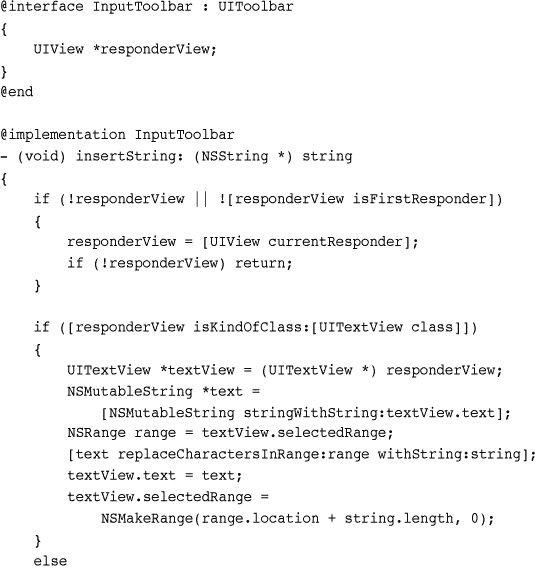 @interface InputToolbar : UIToolbar
{
    UIView *responderView;
}
@end

@implementation InputToolbar
- (void) insertString: (NSString *) string
{
    if (!responderView || ![responderView isFirstResponder])
    {
        responderView = [UIView currentResponder];
        if (!responderView) return;
    }

    if ([responderView isKindOfClass:[UITextView class]])
    {
        UITextView *textView = (UITextView *) responderView;
        NSMutableString *text =
            [NSMutableString stringWithString:textView.text];
        NSRange range = textView.selectedRange;
        [text replaceCharactersInRange:range withString:string];
        textView.text = text;
        textView.selectedRange =
            NSMakeRange(range.location + string.length, 0);
    }
    else